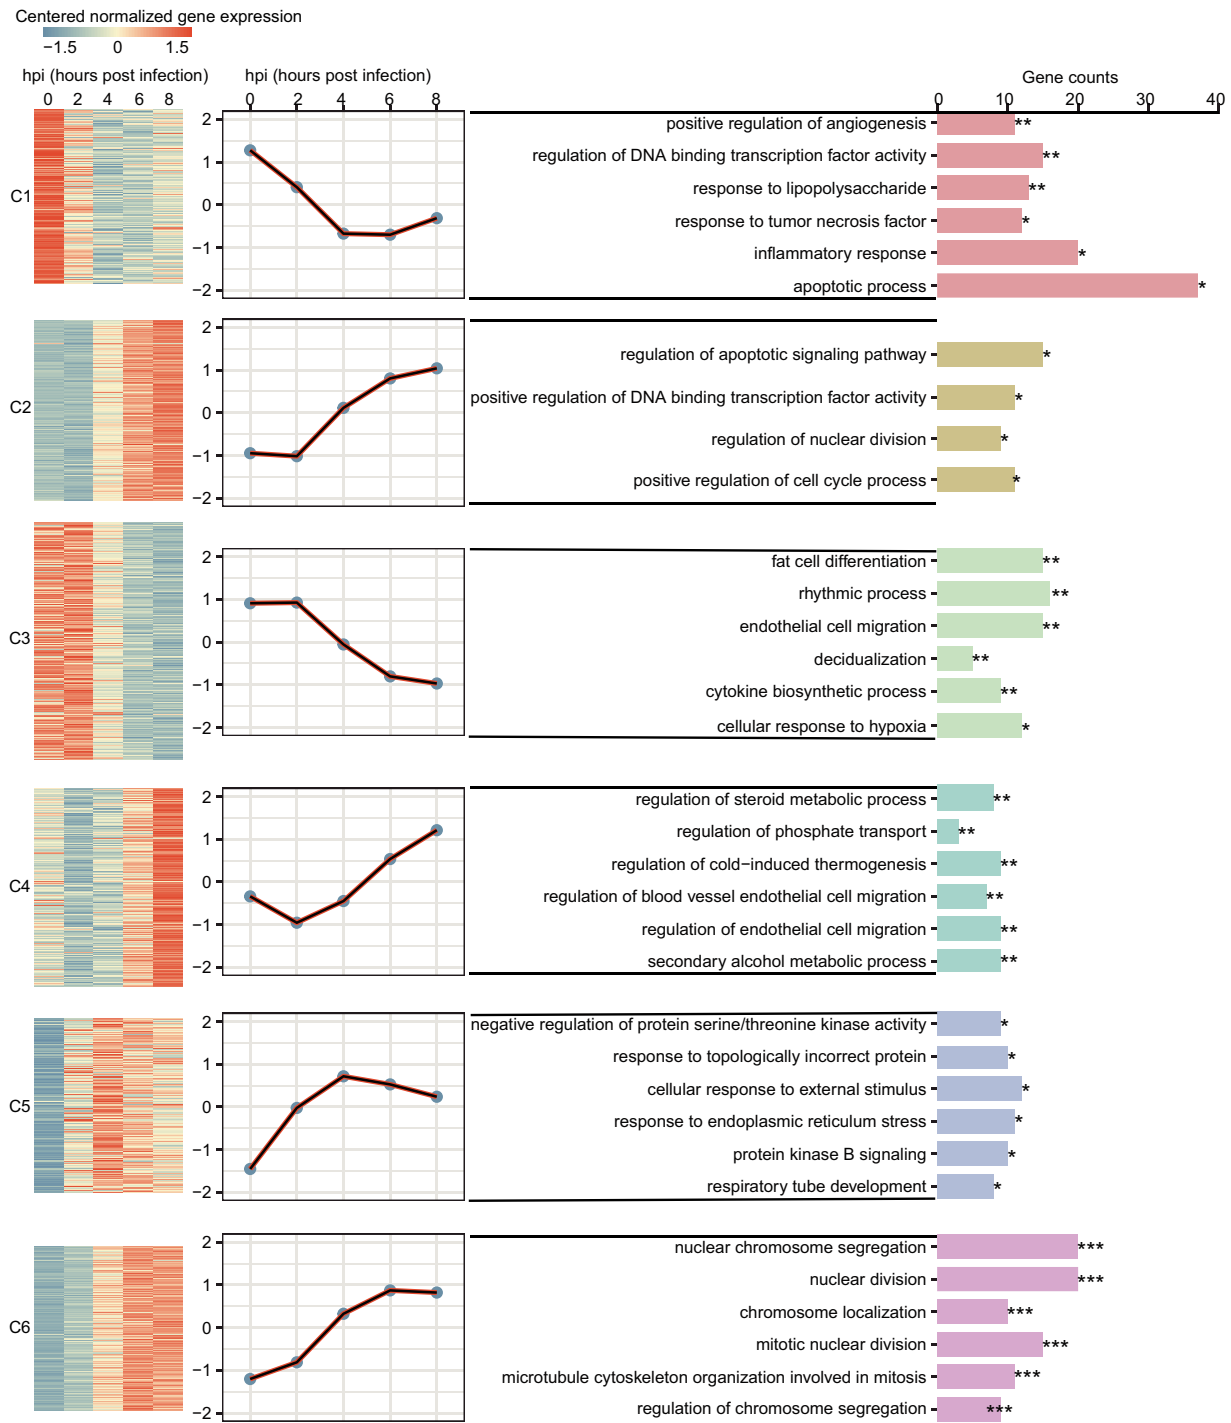 Centered normalized gene expression
−1.5 0 1.5
hpi (hours post infection) hpi (hours post infection) Gene counts
0 2 4 6 8 0 2 4 6 8 0 10 20 30 40
C1
2
1
0
−1
−2
positive regulation of angiogenesis **
regulation of DNA binding transcription factor activity **
response to lipopolysaccharide **
response to tumor necrosis factor *
inflammatory response *
apoptotic process *
C2
2
1
0
−1
−2
regulation of apoptotic signaling pathway *
positive regulation of DNA binding transcription factor activity *
regulation of nuclear division *
positive regulation of cell cycle process *
C3
2
1
0
−1
−2
fat cell differentiation **
rhythmic process **
endothelial cell migration **
decidualization **
cytokine biosynthetic process **
cellular response to hypoxia *
C4
2
1
0
−1
−2
regulation of steroid metabolic process **
regulation of phosphate transport **
regulation of cold−induced thermogenesis **
regulation of blood vessel endothelial cell migration **
regulation of endothelial cell migration **
secondary alcohol metabolic process **
C5
2
1
0
−1
−2
negative regulation of protein serine/threonine kinase activity *
response to topologically incorrect protein *
cellular response to external stimulus *
response to endoplasmic reticulum stress *
protein kinase B signaling *
respiratory tube development *
C6
2
1
0
−1
−2
nuclear chromosome segregation ***
nuclear division ***
chromosome localization ***
mitotic nuclear division ***
microtubule cytoskeleton organization involved in mitosis ***
regulation of chromosome segregation ***